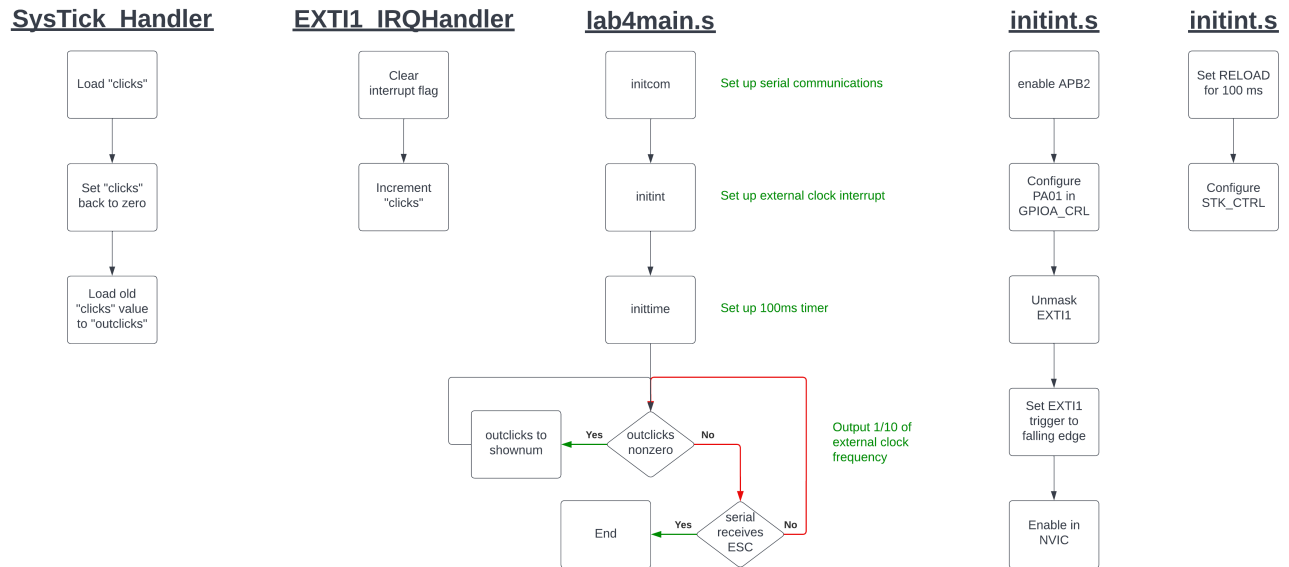 SysTick_Handler
Load "clicks"
Set "clicks"
back to zero
Load old
"clicks" value
to "outclicks"
EXTI1_IRQHandler
Clear
interrupt flag
Increment
"clicks"
lab4main.s
initcom
Set up serial communications
initint
Set up external clock interrupt
inittime
Set up 100ms timer
outclicks to
shownum
Yes
outclicks
nonzero
No
Output 1/10 of
external clock
frequency
End
Yes
serial
receives
ESC
No
initint.s
enable APB2
Configure
PA01 in
GPIOA_CRL
Unmask
EXTI1
Set EXTI1
trigger to
falling edge
Enable in
NVIC
initint.s
Set RELOAD
for 100 ms
Configure
STK_CTRL